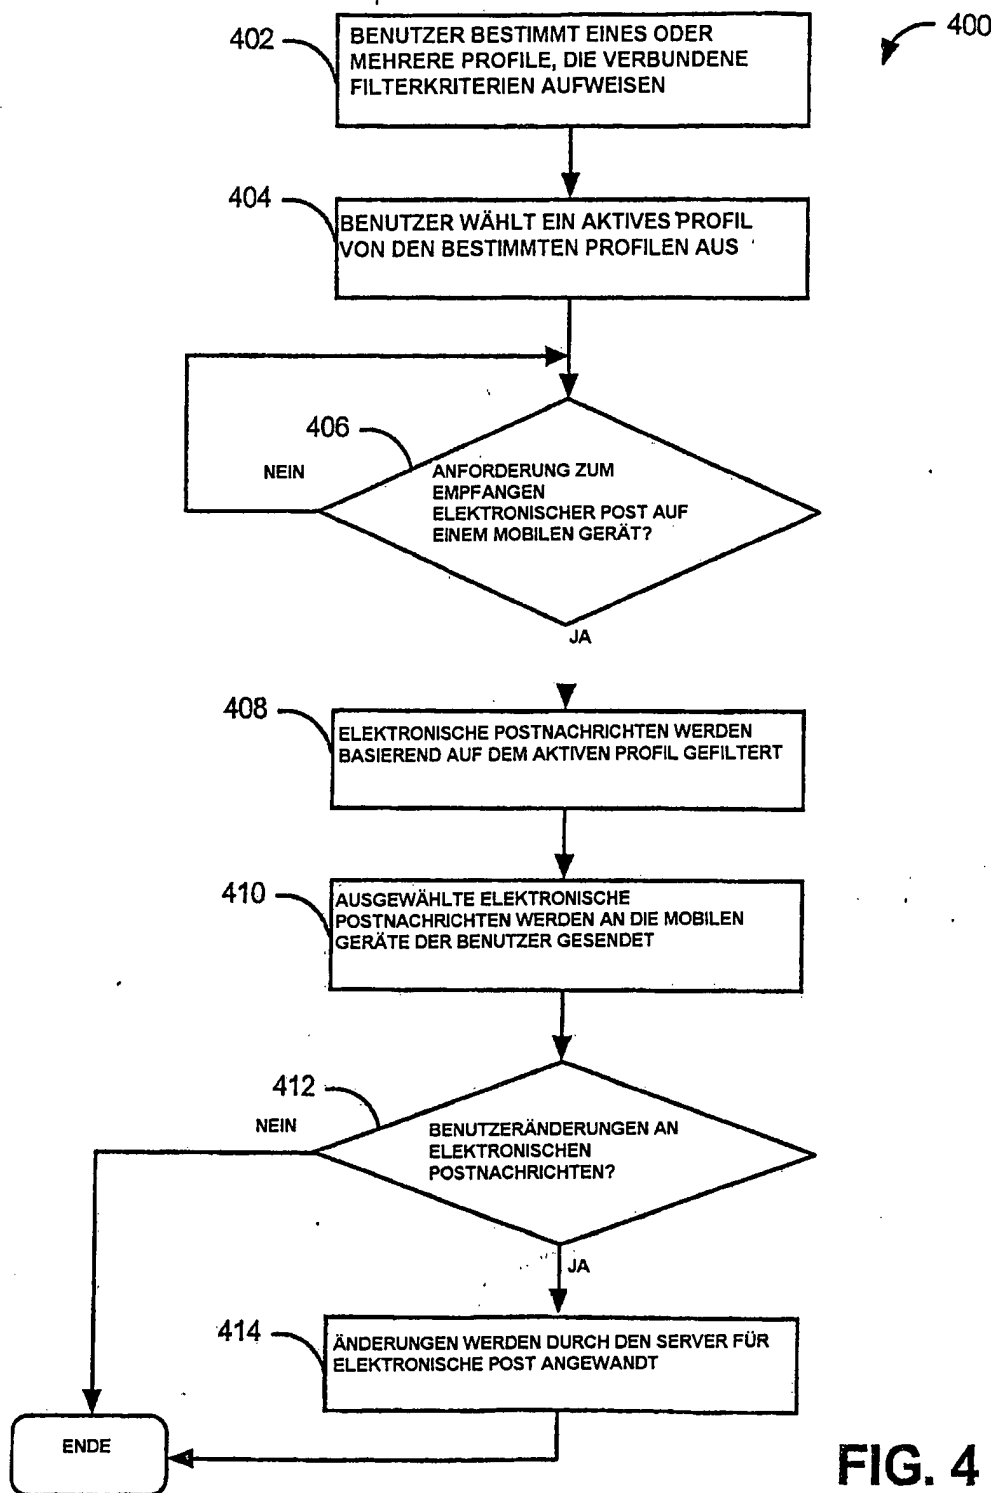 400
402
BENUTZER BESTIMMT EINES ODER
MEHRERE PROFILE, DIE VERBUNDENE
FILTERKRITERIEN AUFWEISEN
404
BENUTZER WÄHLT EIN AKTIVES PROFIL
VON DEN BESTIMMTEN PROFILEN AUS
406
NEIN
ANFORDERUNG ZUM
EMPFANGEN
ELEKTRONISCHER POST AUF
EINEM MOBILEN GERÄT?
JA
408
ELEKTRONISCHE POSTNACHRICHTEN WERDEN
BASIEREND AUF DEM AKTIVEN PROFIL GEFILTERT
410
AUSGEWÄHLTE ELEKTRONISCHE
POSTNACHRICHTEN WERDEN AN DIE MOBILEN
GERÄTE DER BENUTZER GESENDET
412
NEIN
BENUTZERÄNDERUNGEN AN
ELEKTRONISCHEN
POSTNACHRICHTEN?
JA
414
ÄNDERUNGEN WERDEN DURCH DEN SERVER FÜR
ELEKTRONISCHE POST ANGEWANDT
ENDE
FIG. 4